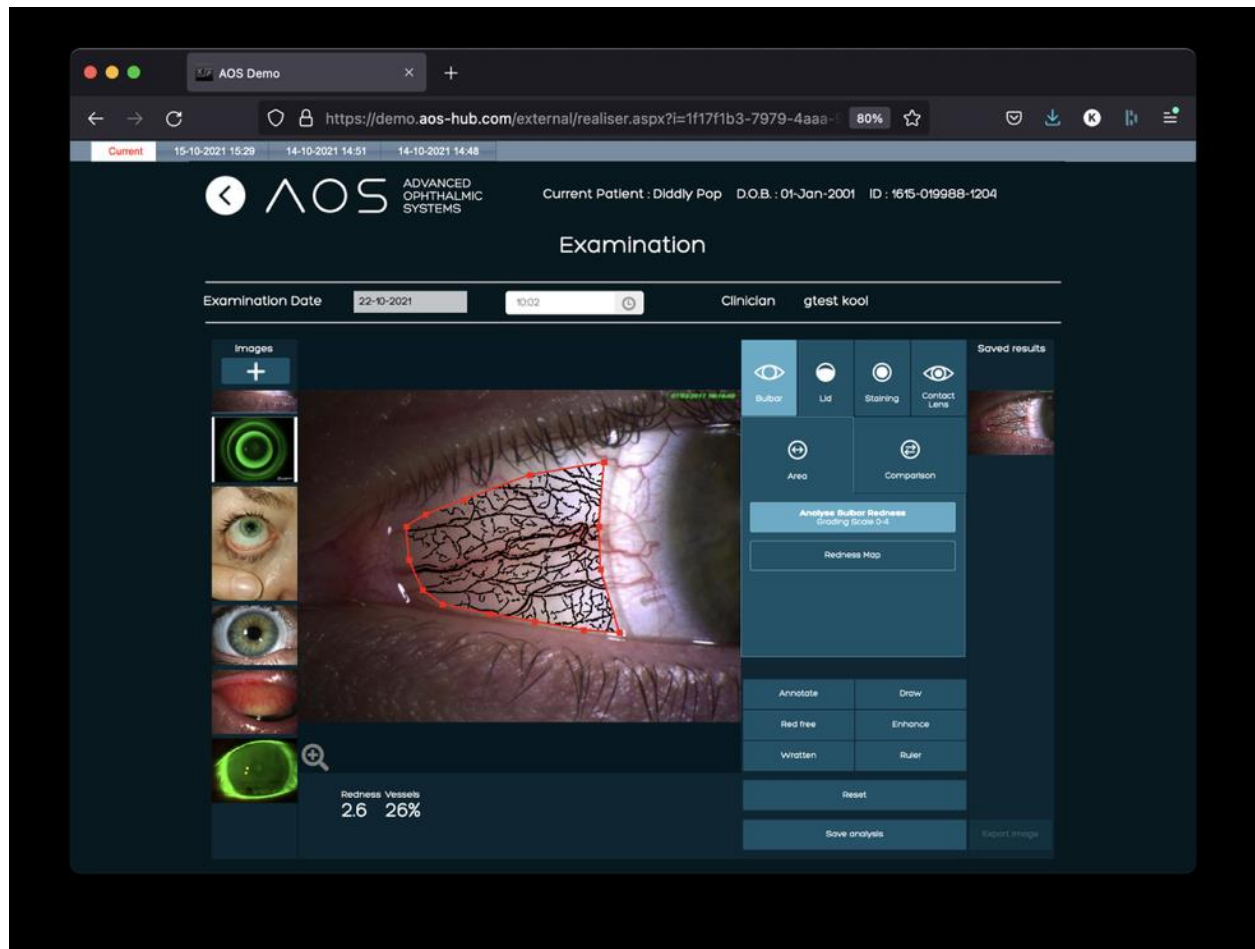 AOS Demo
https://demo.aos-hub.com/external/realiser.aspx?i=1f17f1b3-7979-4aaa-
80%
K
Current 15-10-2021 15:29 14-10-2021 14:51 14-10-2021 14:48
AOS
ADVANCED
OPHTHALMIC
SYSTEMS
Current Patient : Diddly Pop D.O.B. : 01-Jan-2001 ID : 1615-019988-1204
Examination
Examination Date 22-10-2021 10:02 Clinician gtest kool
Images
Bulbar Lid Staining Contact
Lens
Saved results
Area Comparison
Analyse Bulbar Redness
Grading Scale 0-4
Redness Map
Annotate Draw
Red free Enhance
Wratten Ruler
Reset
Save analysis
Export Image
Redness Vessels
2.6 26%